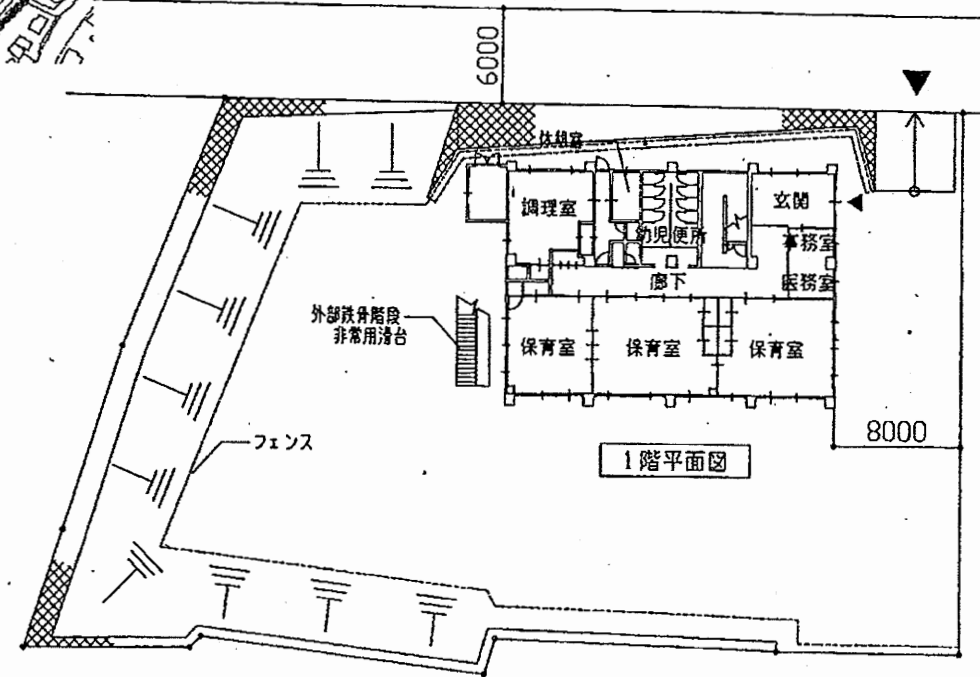 6000
休憩室
調理室
玄関
幼児便所
事務室
廊下
医務室
外部鉄骨階段
非常用滑台
保育室
保育室
保育室
8000
フェンス
1階平面図